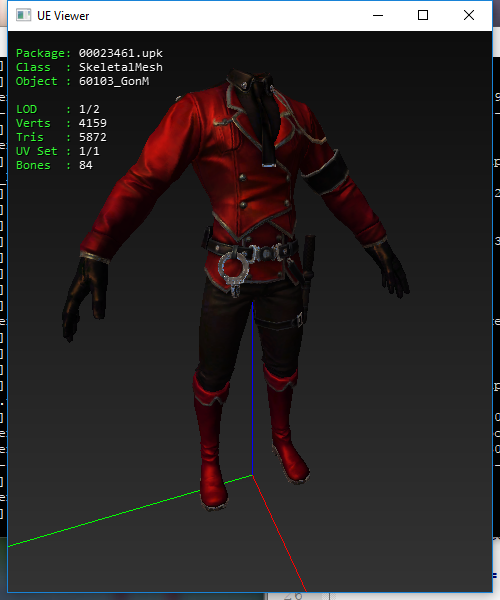 UE Viewer
Package: 00023461.upk
Class : SkeletalMesh
Object : 60103_GonM
LOD : 1/2
Verts : 4159
Tris : 5872
UV Set : 1/1
Bones : 84